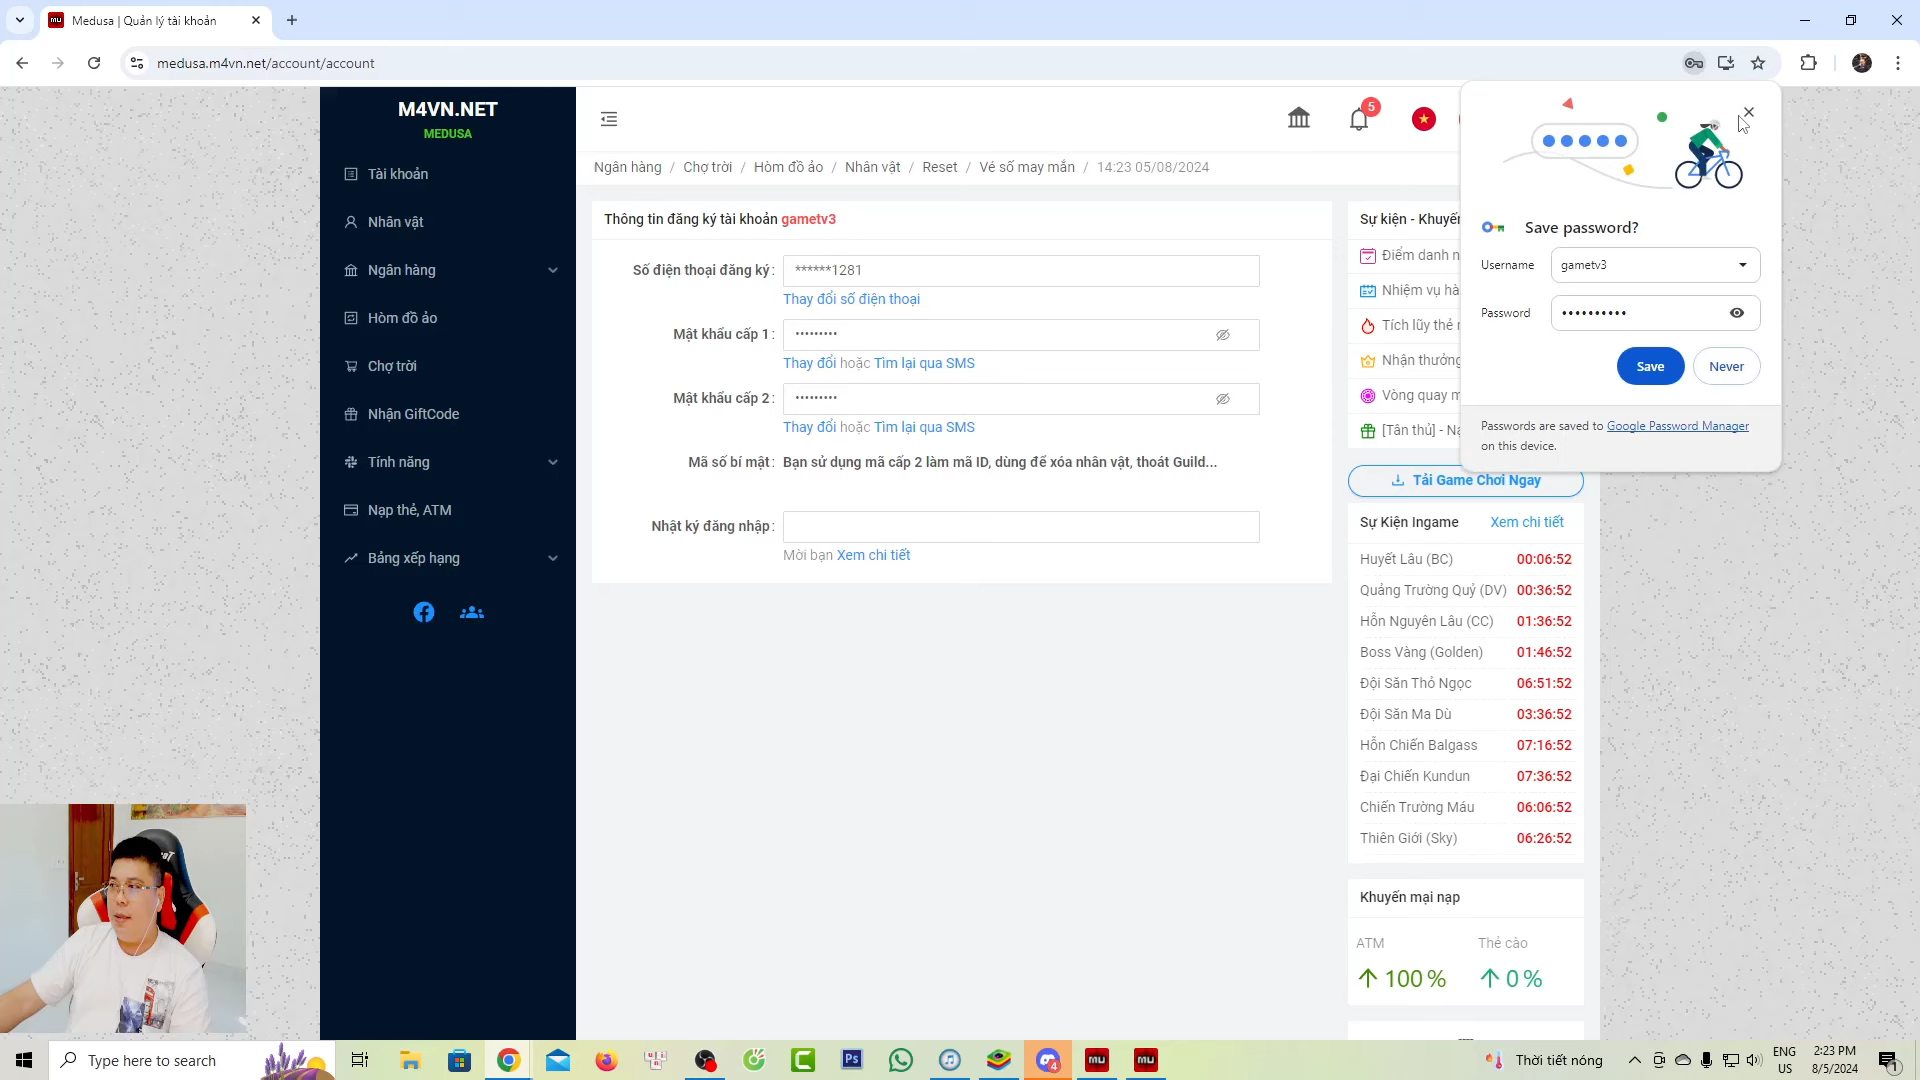 Medusa | Quản lý tài khoản
medusa.m4vn.net/account/account
M4VN.NET
MEDUSA
Tài khoản
Nhân vật
Ngân hàng
Hòm đồ ảo
Chợ trời
Nhận GiftCode
Tính năng
Nạp thẻ, ATM
Bảng xếp hạng
5
Ngân hàng / Chợ trời / Hòm đồ ảo / Nhân vật / Reset / Vé số may mắn / 14:23 05/08/2024
Thông tin đăng ký tài khoản gametv3
Số điện thoại đăng ký: ******1281
Thay đổi số điện thoại
Mật khẩu cấp 1: •••••••••
Thay đổi hoặc Tìm lại qua SMS
Mật khẩu cấp 2: •••••••••
Thay đổi hoặc Tìm lại qua SMS
Mã số bí mật: Bạn sử dụng mã cấp 2 làm mã ID, dùng để xóa nhân vật, thoát Guild...
Nhật ký đăng nhập:
Mời bạn Xem chi tiết
Sự kiện - Khuyến
Điểm danh n
Nhiệm vụ hà
Tích lũy thẻ
Nhận thưởng
Vòng quay m
[Tân thủ] - Nạ
Save password?
Username gametv3
Password ••••••••••
Save Never
Passwords are saved to Google Password Manager
on this device.
Tải Game Chơi Ngay
Sự Kiện Ingame Xem chi tiết
Huyết Lâu (BC) 00:06:52
Quảng Trường Quỷ (DV) 00:36:52
Hỗn Nguyên Lâu (CC) 01:36:52
Boss Vàng (Golden) 01:46:52
Đội Săn Thỏ Ngọc 06:51:52
Đội Săn Ma Dù 03:36:52
Hỗn Chiến Balgass 07:16:52
Đại Chiến Kundun 07:36:52
Chiến Trường Máu 06:06:52
Thiên Giới (Sky) 06:26:52
Khuyến mại nạp
ATM Thẻ cào
100 % 0 %
Type here to search
Ps
4
MU
MU
Thời tiết nóng
ENG
US
2:23 PM
8/5/2024
1